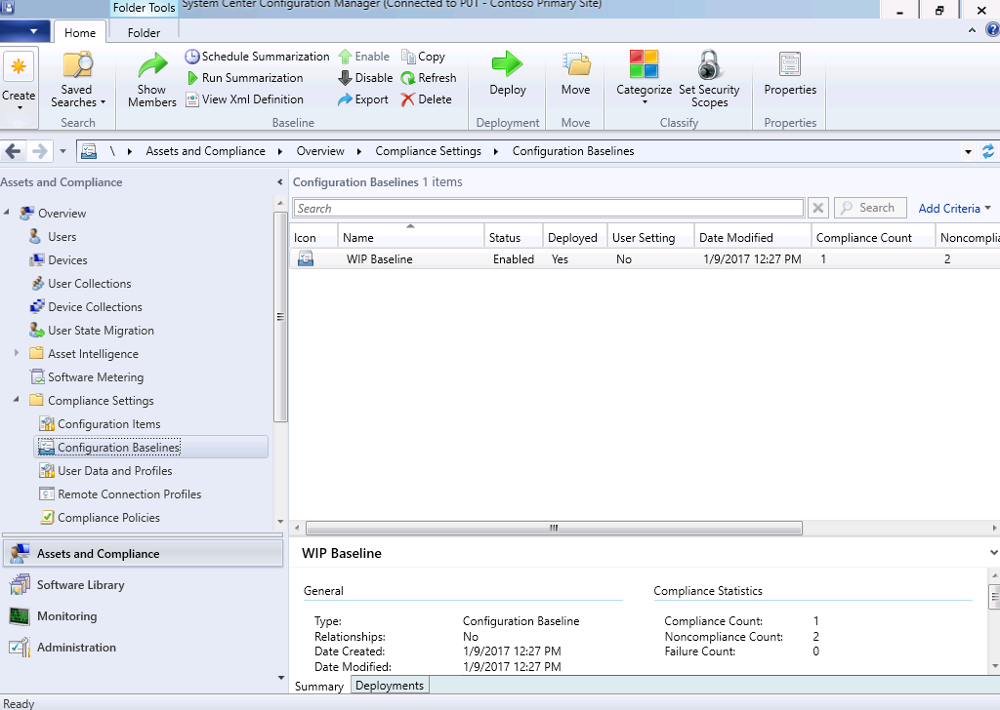 Folder Tools
System Center Configuration Manager (Connected to P01 - Contoso Primary Site)
Home
Folder
Create
Saved Searches
Show Members
Schedule Summarization
Run Summarization
View Xml Definition
Enable
Disable
Export
Copy
Refresh
Delete
Deploy
Move
Categorize
Set Security Scopes
Properties
Search
Baseline
Deployment
Move
Classify
Properties
\ Assets and Compliance Overview Compliance Settings Configuration Baselines
Assets and Compliance
Overview
Users
Devices
User Collections
Device Collections
User State Migration
Asset Intelligence
Software Metering
Compliance Settings
Configuration Items
Configuration Baselines
User Data and Profiles
Remote Connection Profiles
Compliance Policies
Assets and Compliance
Software Library
Monitoring
Administration
Configuration Baselines 1 items
Search
Search
Add Criteria
Icon Name Status Deployed User Setting Date Modified Compliance Count Noncomplia
WIP Baseline Enabled Yes No 1/9/2017 12:27 PM 1 2
WIP Baseline
General
Type: Configuration Baseline
Relationships: No
Date Created: 1/9/2017 12:27 PM
Date Modified: 1/9/2017 12:27 PM
Compliance Statistics
Compliance Count: 1
Noncompliance Count: 2
Failure Count: 0
Summary Deployments
Ready